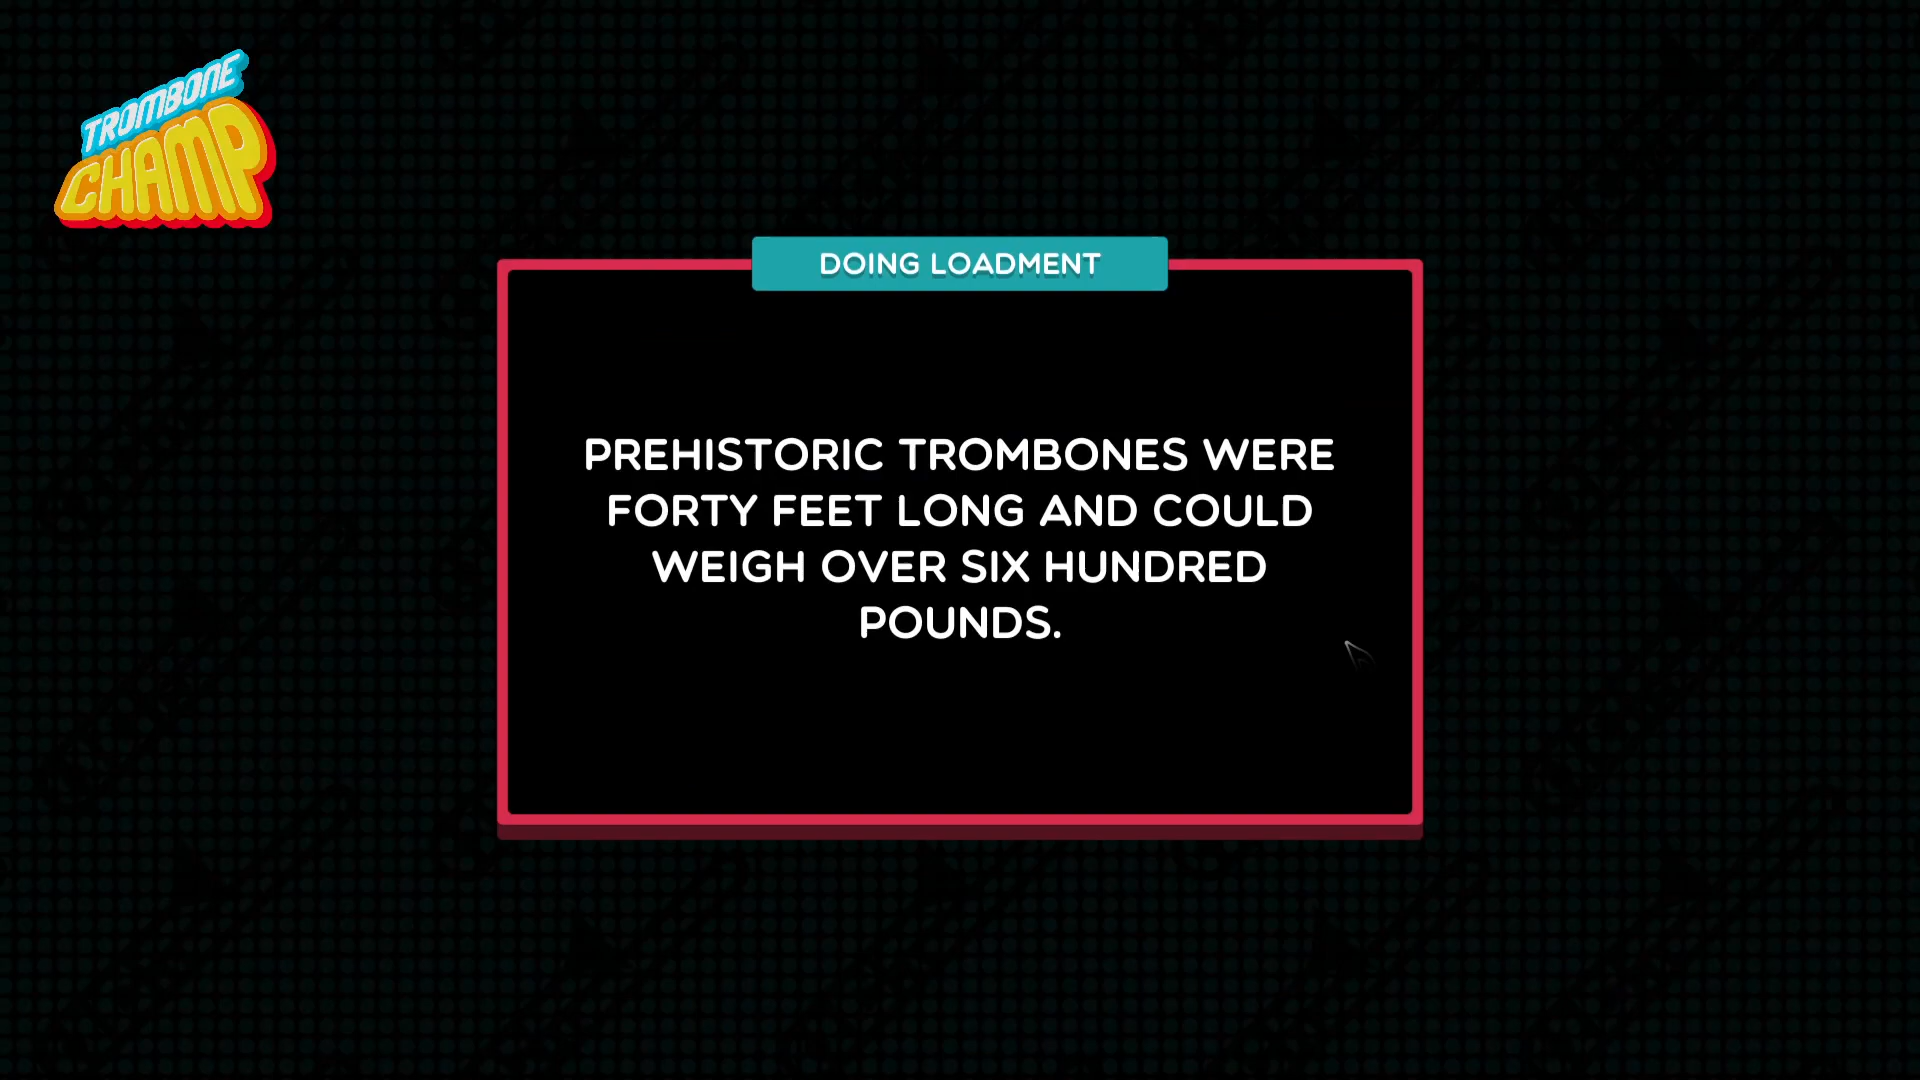 TROMBONE
CHAMP
DOING LOADMENT
PREHISTORIC TROMBONES WERE
FORTY FEET LONG AND COULD
WEIGH OVER SIX HUNDRED
POUNDS.